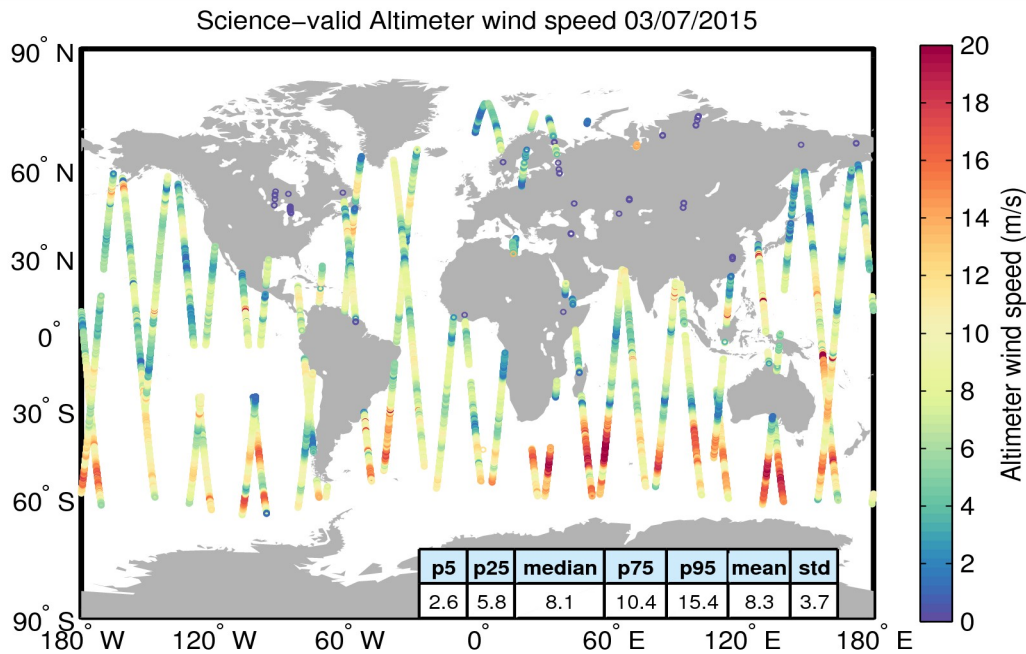 Science−valid Altimeter wind speed 03/07/2015
90° N
60° N
30° N
0°
30° S
60° S
90° S
180° W
120° W
60° W
0°
60° E
120° E
180° E
p5 p25 median p75 p95 mean std
2.6 5.8 8.1 10.4 15.4 8.3 3.7
20
18
16
14
12
10
8
6
4
2
0
Altimeter wind speed (m/s)